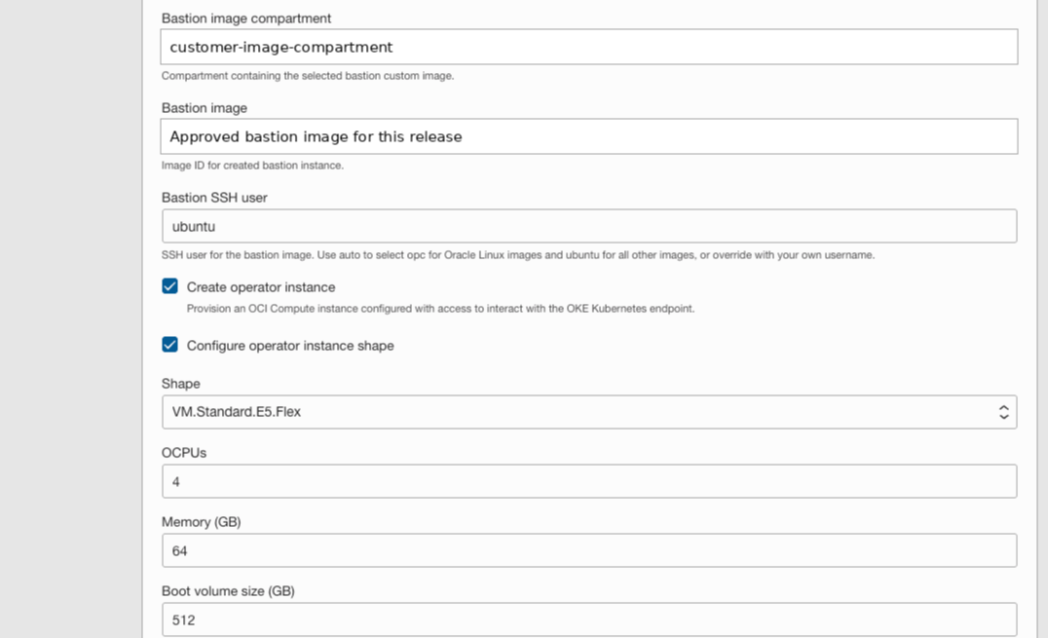 Bastion image compartment
customer-image-compartment
Compartment containing the selected bastion custom image.
Bastion image
Approved bastion image for this release
Image ID for created bastion instance.
Bastion SSH user
ubuntu
SSH user for the bastion image. Use auto to select opc for Oracle Linux images and ubuntu for all other images, or override with your own username.
Create operator instance
Provision an OCI Compute instance configured with access to interact with the OKE Kubernetes endpoint.
Configure operator instance shape
Shape
VM.Standard.E5.Flex
OCPUs
4
Memory (GB)
64
Boot volume size (GB)
512